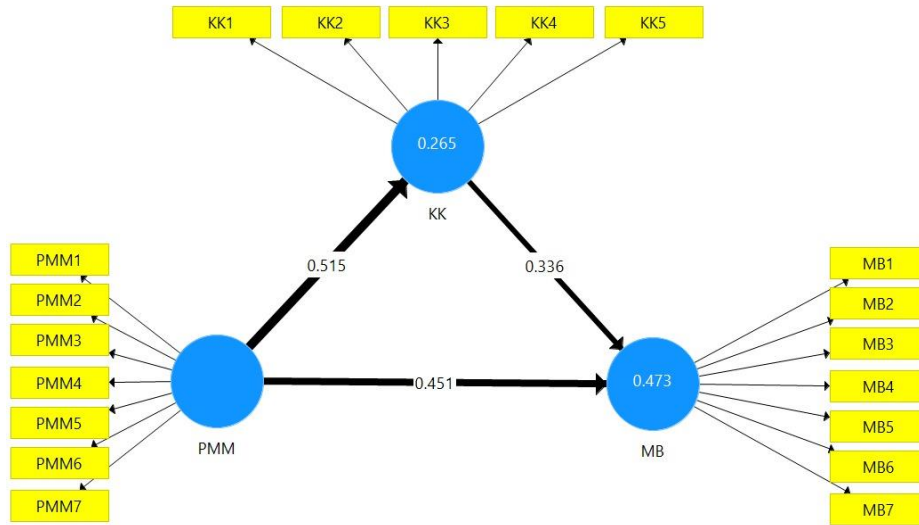 KK1
KK2
KK3
KK4
KK5
0.265
KK
0.515
0.336
PMM1
PMM2
PMM3
PMM4
PMM5
PMM6
PMM7
PMM
0.451
0.473
MB
MB1
MB2
MB3
MB4
MB5
MB6
MB7